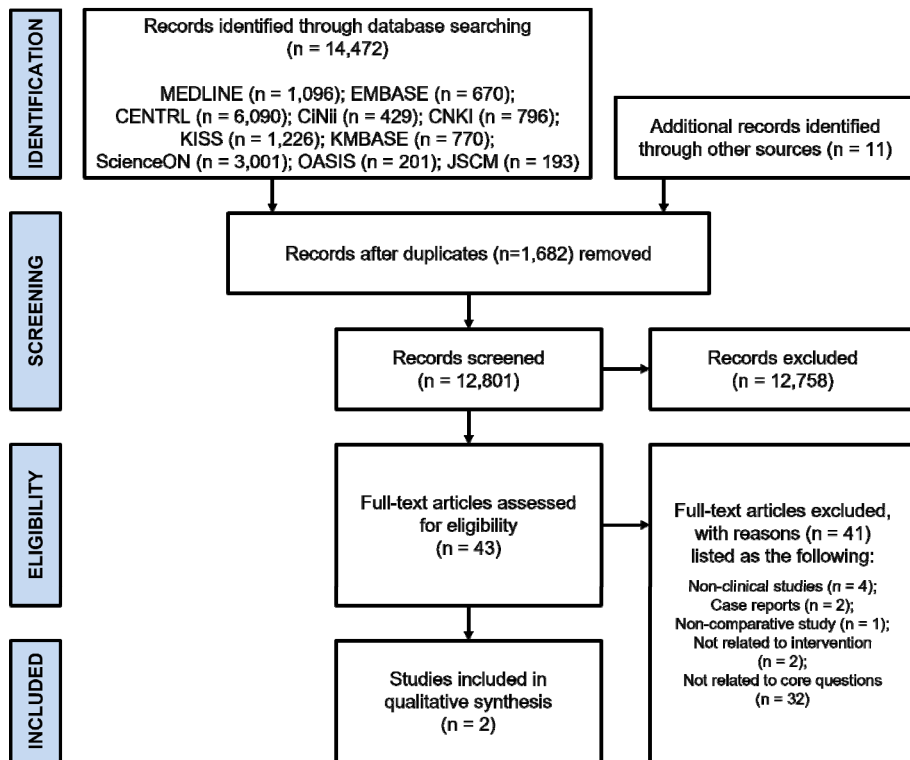 IDENTIFICATION
Records identified through database searching
(n = 14,472)
MEDLINE (n = 1,096); EMBASE (n = 670);
CENTRL (n = 6,090); CiNii (n = 429); CNKI (n = 796);
KISS (n = 1,226); KMBASE (n = 770);
ScienceON (n = 3,001); OASIS (n = 201); JSCM (n = 193)
Additional records identified
through other sources (n = 11)
SCREENING
Records after duplicates (n=1,682) removed
Records screened
(n = 12,801)
Records excluded
(n = 12,758)
ELIGIBILITY
Full-text articles assessed
for eligibility
(n = 43)
Full-text articles excluded,
with reasons (n = 41)
listed as the following:
Non-clinical studies (n = 4);
Case reports (n = 2);
Non-comparative study (n = 1);
Not related to intervention
(n = 2);
Not related to core questions
(n = 32)
INCLUDED
Studies included in
qualitative synthesis
(n = 2)